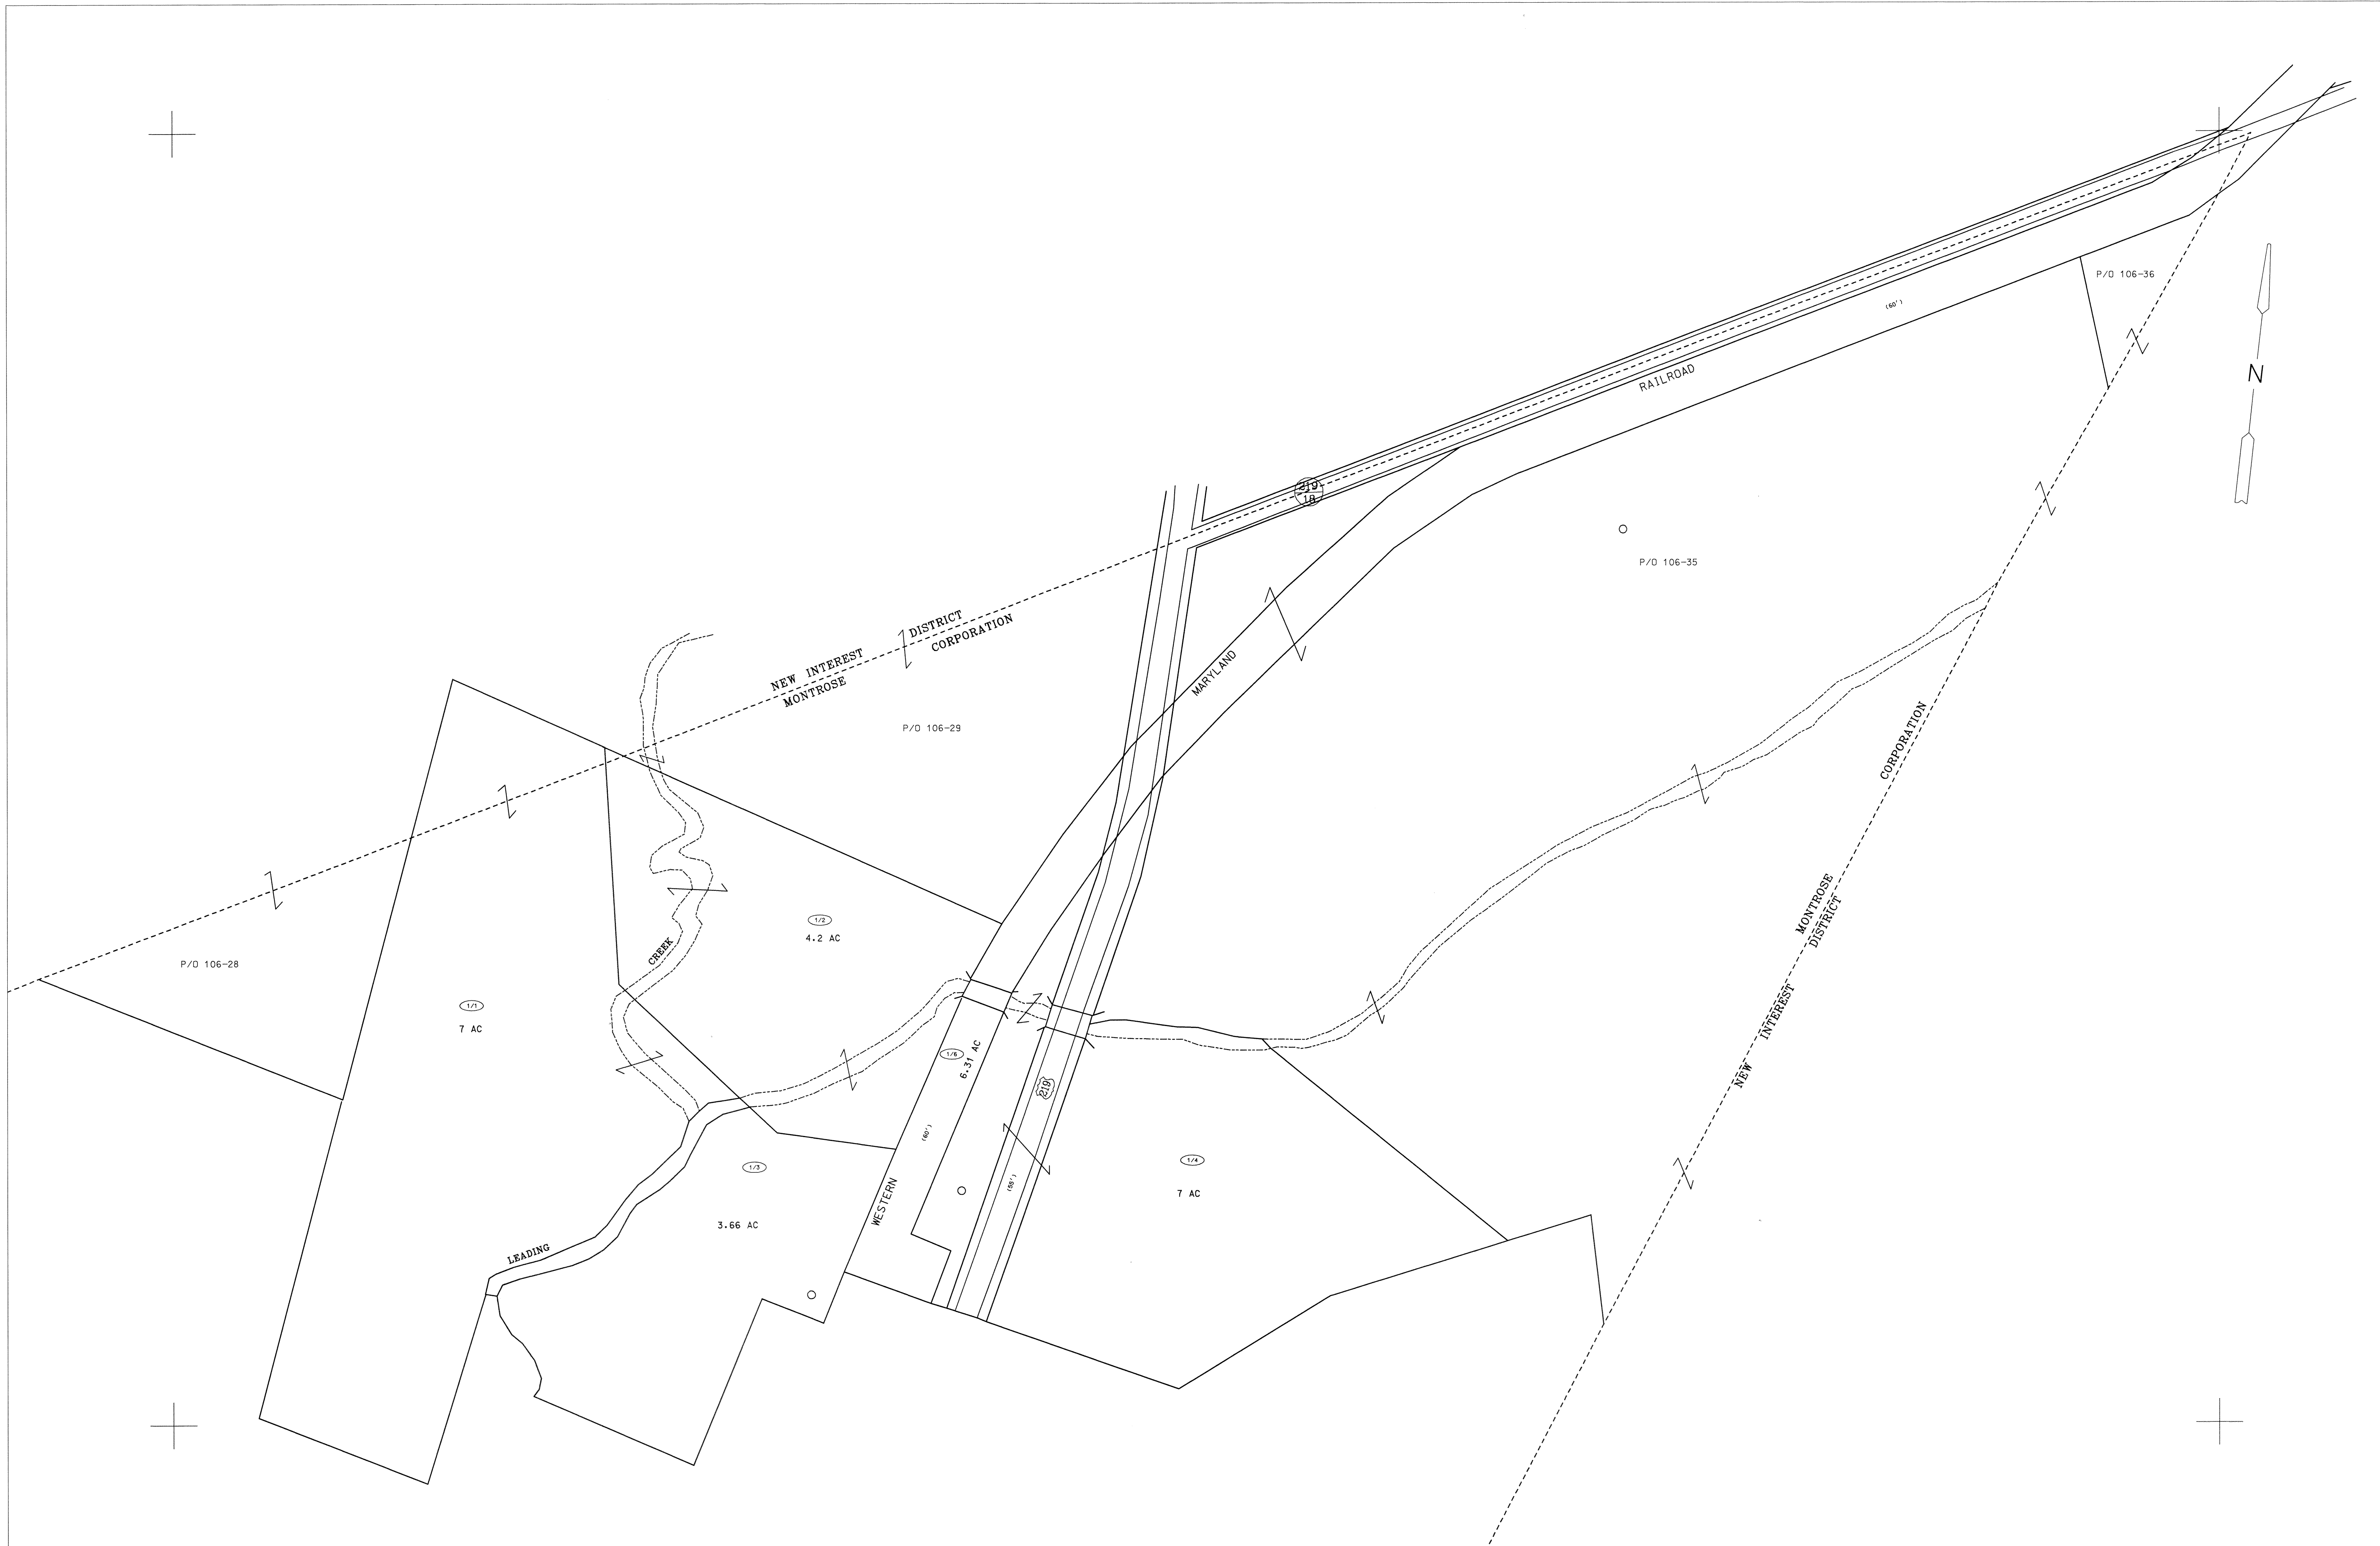 P/O 106-36
N
(60')
RAILROAD
219
18
P/O 106-35
NEW INTEREST DISTRICT
MONTROSE CORPORATION
MARYLAND
P/O 106-29
MONTROSE CORPORATION
NEW INTEREST DISTRICT
1/2
4.2 AC
CREEK
P/O 106-28
1/1
7 AC
1/6
6.31 AC
219
(60')
1/3
3.66 AC
WESTERN
(55')
1/4
7 AC
LEADING